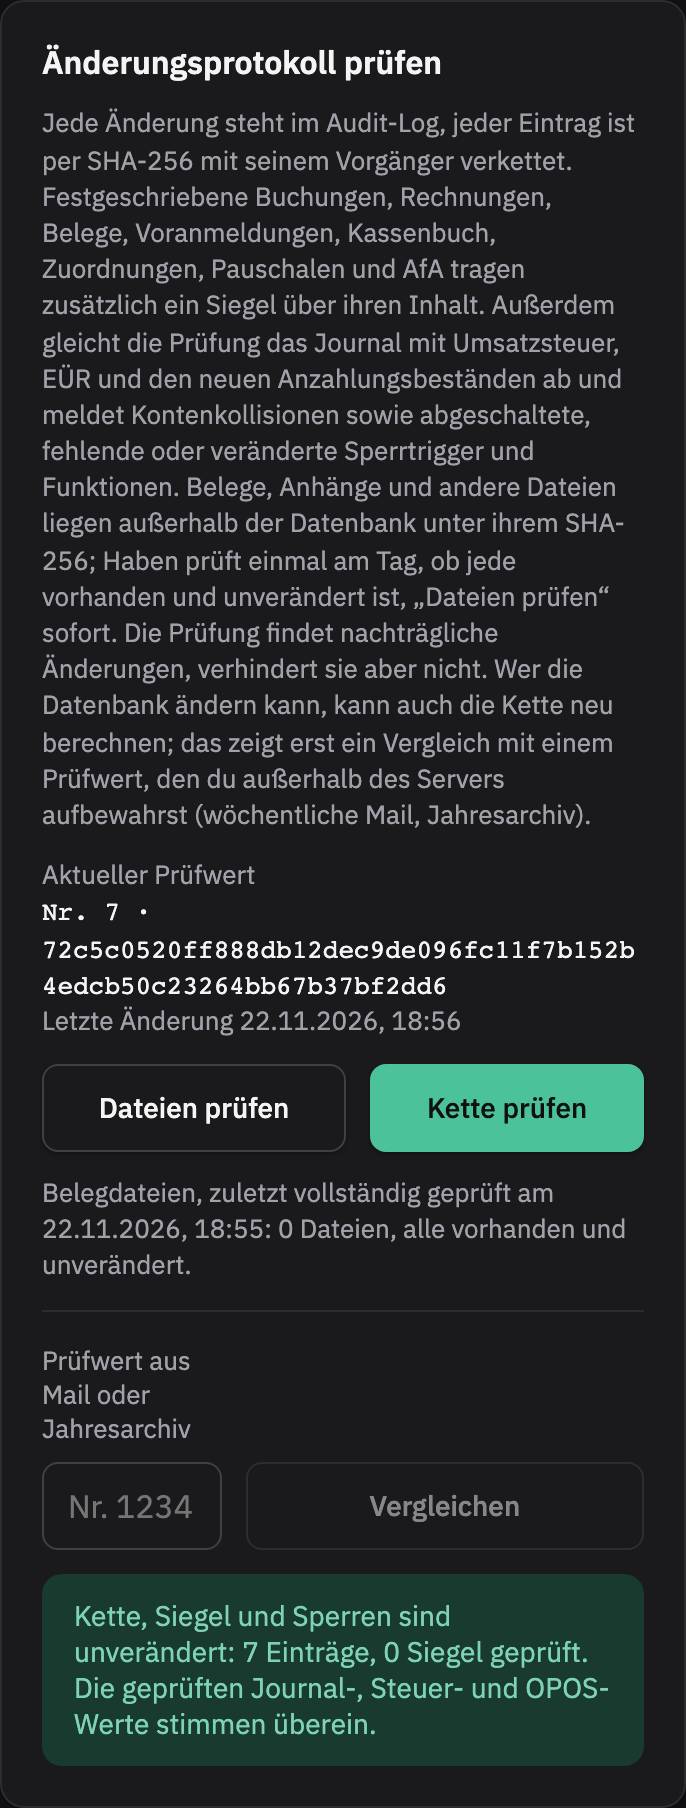 Änderungsprotokoll prüfen
Jede Änderung steht im Audit-Log, jeder Eintrag ist
per SHA-256 mit seinem Vorgänger verkettet.
Festgeschriebene Buchungen, Rechnungen,
Belege, Voranmeldungen, Kassenbuch,
Zuordnungen, Pauschalen und AfA tragen
zusätzlich ein Siegel über ihren Inhalt. Außerdem
gleicht die Prüfung das Journal mit Umsatzsteuer,
EÜR und den neuen Anzahlungsbeständen ab und
meldet Kontenkollisionen sowie abgeschaltete,
fehlende oder veränderte Sperrtrigger und
Funktionen. Belege, Anhänge und andere Dateien
liegen außerhalb der Datenbank unter ihrem SHA-
256; Haben prüft einmal am Tag, ob jede
vorhanden und unverändert ist, „Dateien prüfen“
sofort. Die Prüfung findet nachträgliche
Änderungen, verhindert sie aber nicht. Wer die
Datenbank ändern kann, kann auch die Kette neu
berechnen; das zeigt erst ein Vergleich mit einem
Prüfwert, den du außerhalb des Servers
aufbewahrst (wöchentliche Mail, Jahresarchiv).
Aktueller Prüfwert
Nr. 7 ·
72c5c0520ff888db12dec9de096fc11f7b152b
4edcb50c23264bb67b37bf2dd6
Letzte Änderung 22.11.2026, 18:56
Dateien prüfen
Kette prüfen
Belegdateien, zuletzt vollständig geprüft am
22.11.2026, 18:55: 0 Dateien, alle vorhanden und
unverändert.
Prüfwert aus
Mail oder
Jahresarchiv
Nr. 1234
Vergleichen
Kette, Siegel und Sperren sind
unverändert: 7 Einträge, 0 Siegel geprüft.
Die geprüften Journal-, Steuer- und OPOS-
Werte stimmen überein.